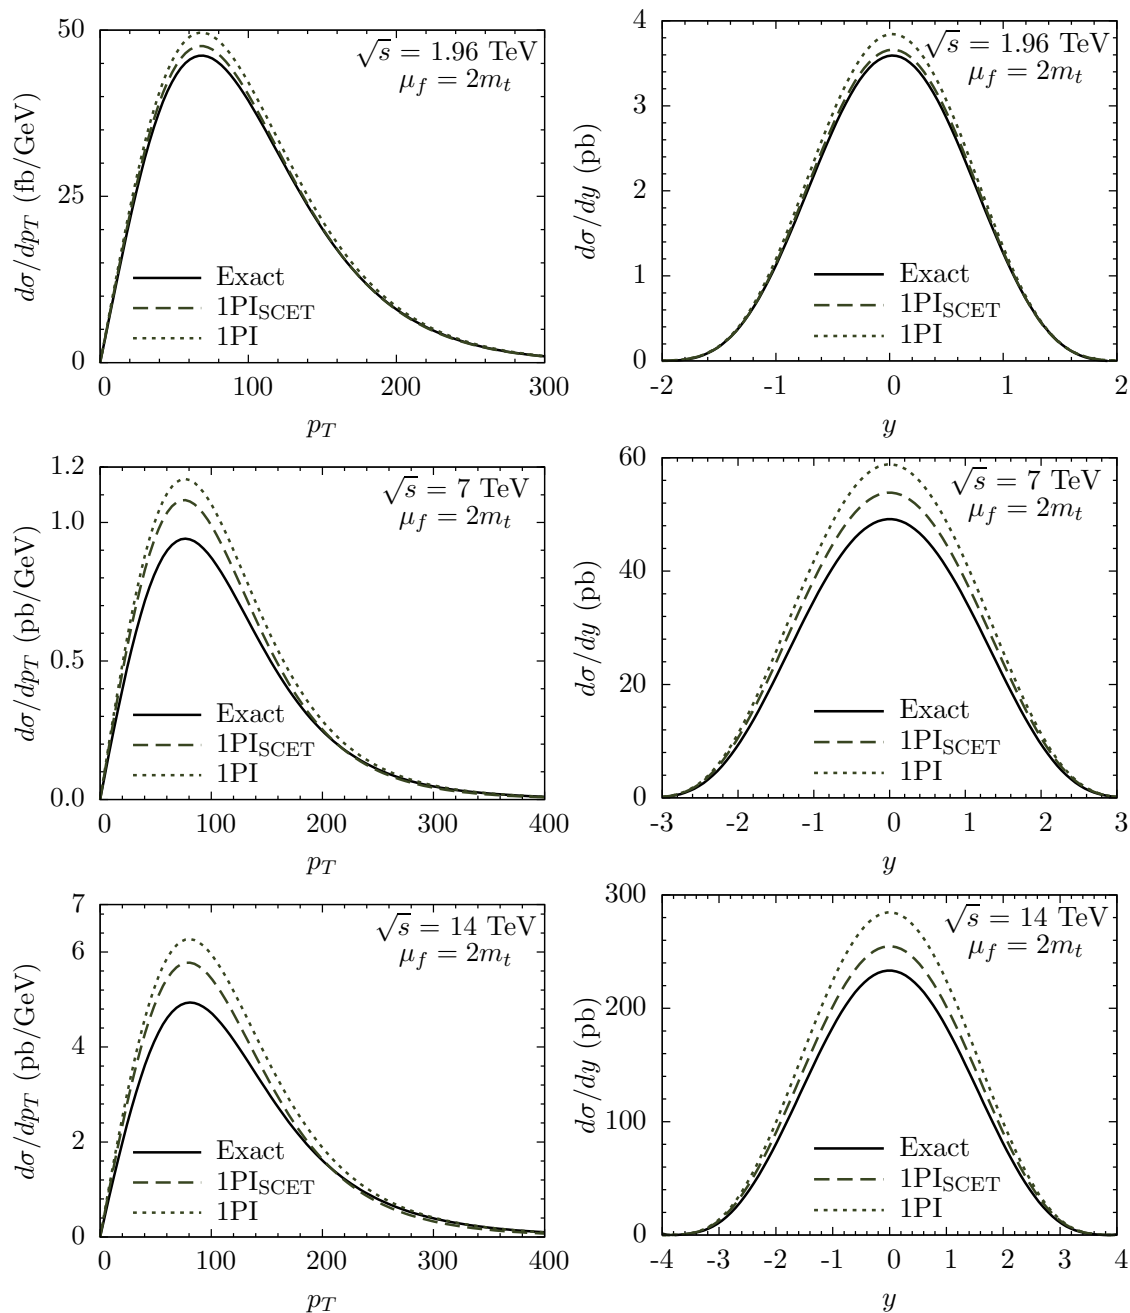 50
25
0
dσ/dp_T (fb/GeV)
√s = 1.96 TeV
μ_f = 2m_t
Exact
1PI_SCET
1PI
0 100 200 300
p_T
4
3
2
1
0
dσ/dy (pb)
√s = 1.96 TeV
μ_f = 2m_t
Exact
1PI_SCET
1PI
-2 -1 0 1 2
y
1.2
1.0
0.5
0.0
dσ/dp_T (pb/GeV)
√s = 7 TeV
μ_f = 2m_t
Exact
1PI_SCET
1PI
0 100 200 300 400
p_T
60
40
20
0
dσ/dy (pb)
√s = 7 TeV
μ_f = 2m_t
Exact
1PI_SCET
1PI
-3 -2 -1 0 1 2 3
y
7
6
4
2
0
dσ/dp_T (pb/GeV)
√s = 14 TeV
μ_f = 2m_t
Exact
1PI_SCET
1PI
0 100 200 300 400
p_T
300
200
100
0
dσ/dy (pb)
√s = 14 TeV
μ_f = 2m_t
Exact
1PI_SCET
1PI
-4 -3 -2 -1 0 1 2 3 4
y